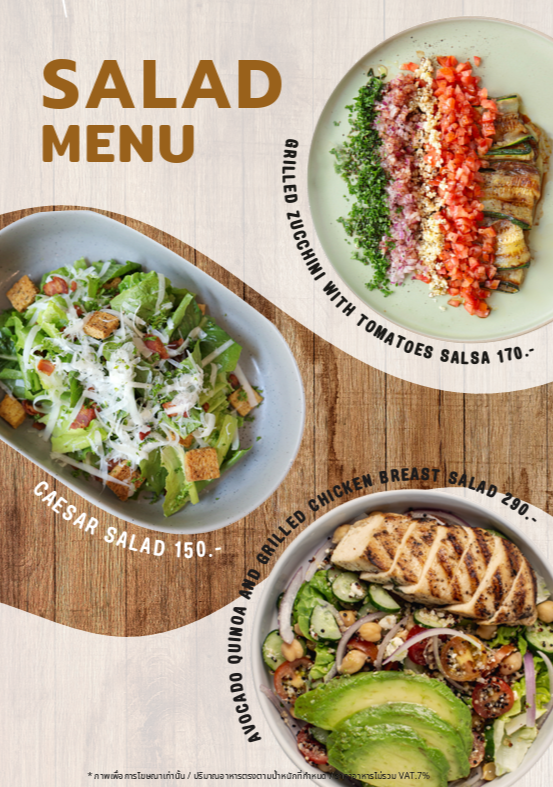 SALAD
MENU
GRILLED ZUCCHINI WITH TOMATOES SALSA 170.-
CAESAR SALAD 150.-
AVOCADO QUINOA AND GRILLED CHICKEN BREAST SALAD 290.-
* ภาพเพื่อการโฆษณาเท่านั้น / ปริมาณอาหารตรงตามน้ำหนักที่กำหนด / อาหารไม่รวม VAT.7%